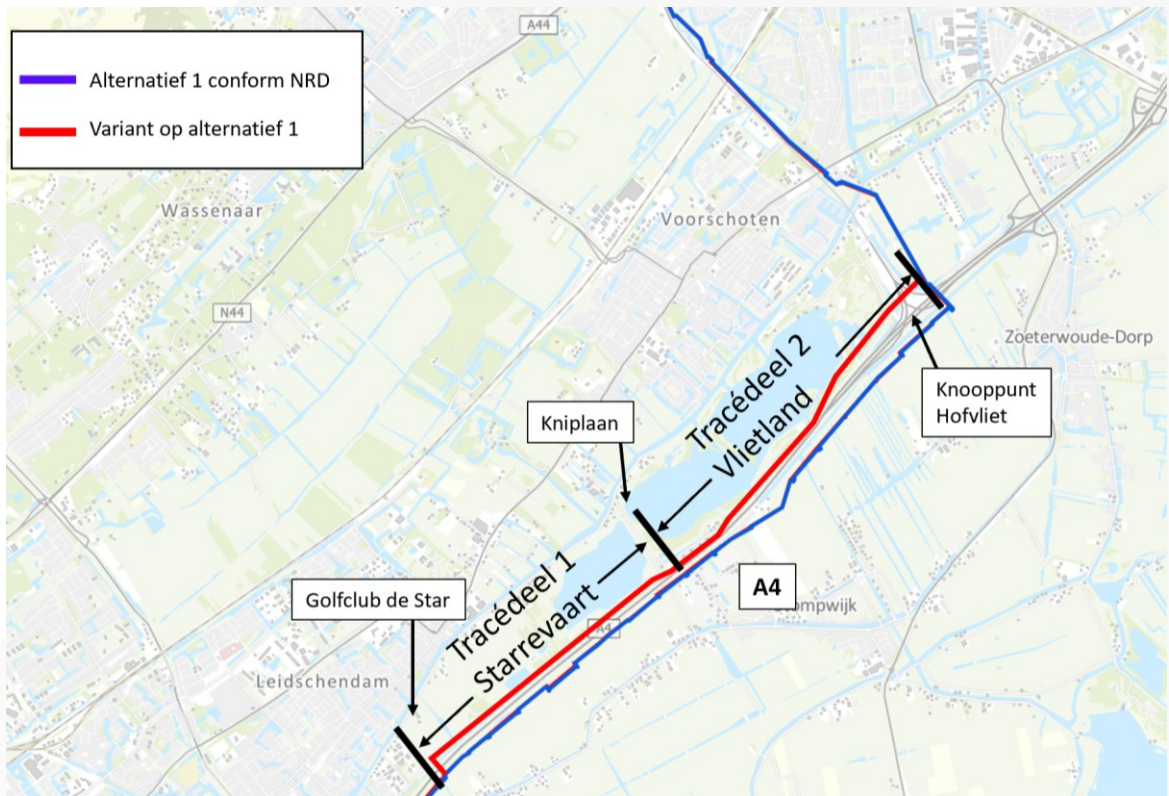 Alternatief 1 conform NRD
Variant op alternatief 1
A44
Wassenaar
Voorschoten
N44
Zoeterwoude-Dorp
Knooppunt
Hofvliet
Tracédeel 2
Vlietland
Kniplaan
A4
Tracédeel 1
Starrevaart
A4
Golfclub de Star
Leidschendam